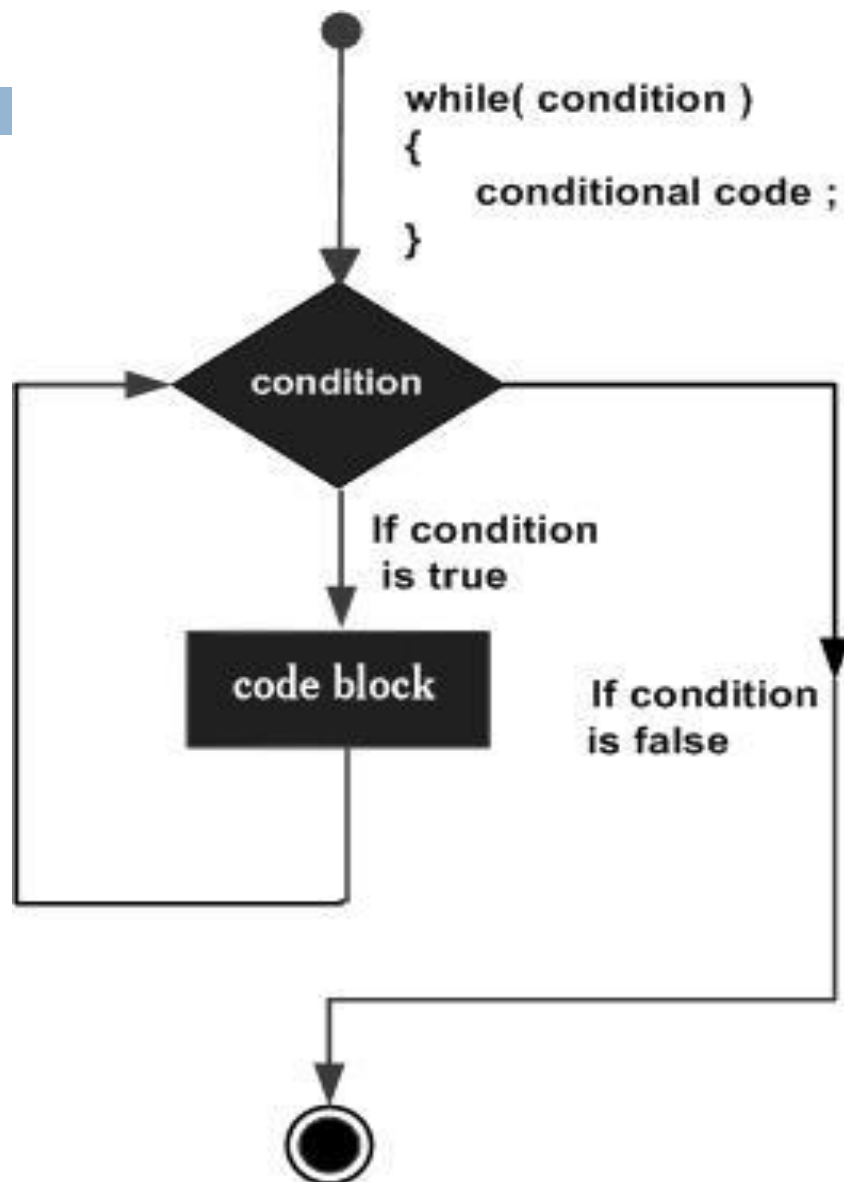 while( condition )
{
conditional code ;
}
condition
If condition
is true
code block
If condition
is false